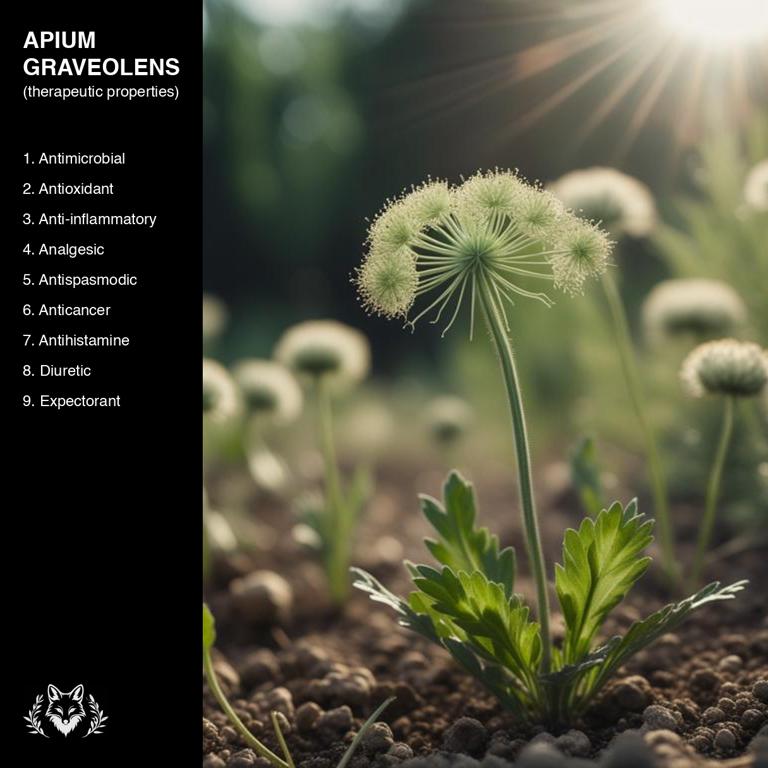 APIUM
GRAVEOLENS
(therapeutic properties)
1. Antimicrobial
2. Antioxidant
3. Anti-inflammatory
4. Analgesic
5. Antispasmodic
6. Anticancer
7. Antihistamine
8. Diuretic
9. Expectorant